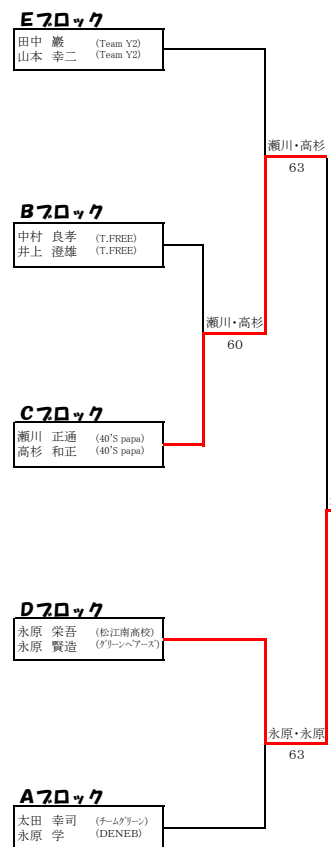 Eブロック
田中 巖 (Team Y2)
山本 幸二 (Team Y2)
瀬川・高杉
63
Bブロック
中村 良孝 (T.FREE)
井上 澄雄 (T.FREE)
瀬川・高杉
60
Cブロック
瀬川 正通 (40'S papa)
高杉 和正 (40'S papa)
Dブロック
永原 栄吾 (松江南高校)
永原 賢造 (グリーンベアーズ)
永原・永原
63
Aブロック
太田 幸司 (チームグリーン)
永原 学 (DENEB)